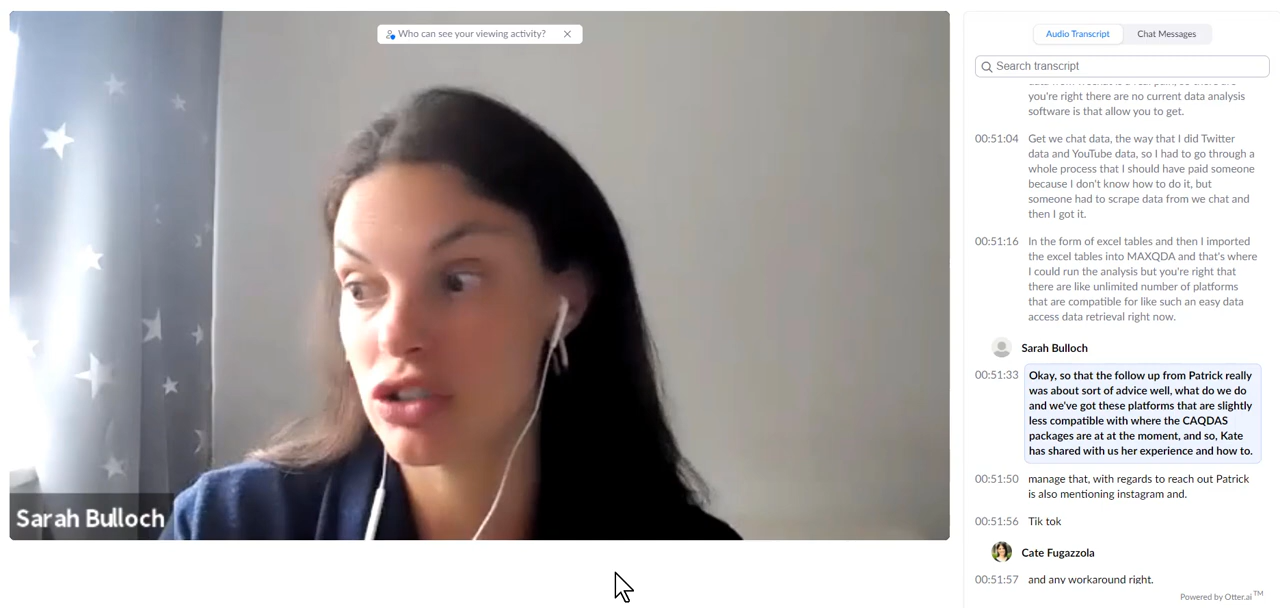 Who can see your viewing activity?
Sarah Bulloch
Audio Transcript
Chat Messages
Search transcript
you're right there are no current data analysis
software is that allow you to get.
00:51:04 Get we chat data, the way that I did Twitter
data and YouTube data, so I had to go through a
whole process that I should have paid someone
because I don't know how to do it, but
someone had to scrape data from we chat and
then I got it.
00:51:16 In the form of excel tables and then I imported
the excel tables into MAXQDA and that's where
I could run the analysis but you're right that
there are like unlimited number of platforms
that are compatible for like such an easy data
access data retrieval right now.
Sarah Bulloch
00:51:33 Okay, so that the follow up from Patrick really
was about sort of advice well, what do we do
and we've got these platforms that are slightly
less compatible with where the CAQDAS
packages are at at the moment, and so, Kate
has shared with us her experience and how to.
00:51:50 manage that, with regards to reach out Patrick
is also mentioning instagram and.
00:51:56 Tik tok
Cate Fugazzola
00:51:57 and any workaround right.
Powered by Otter.ai TM